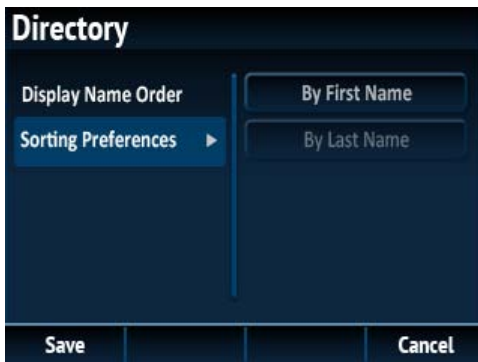 Directory
Display Name Order
Sorting Preferences
By First Name
By Last Name
Save
Cancel